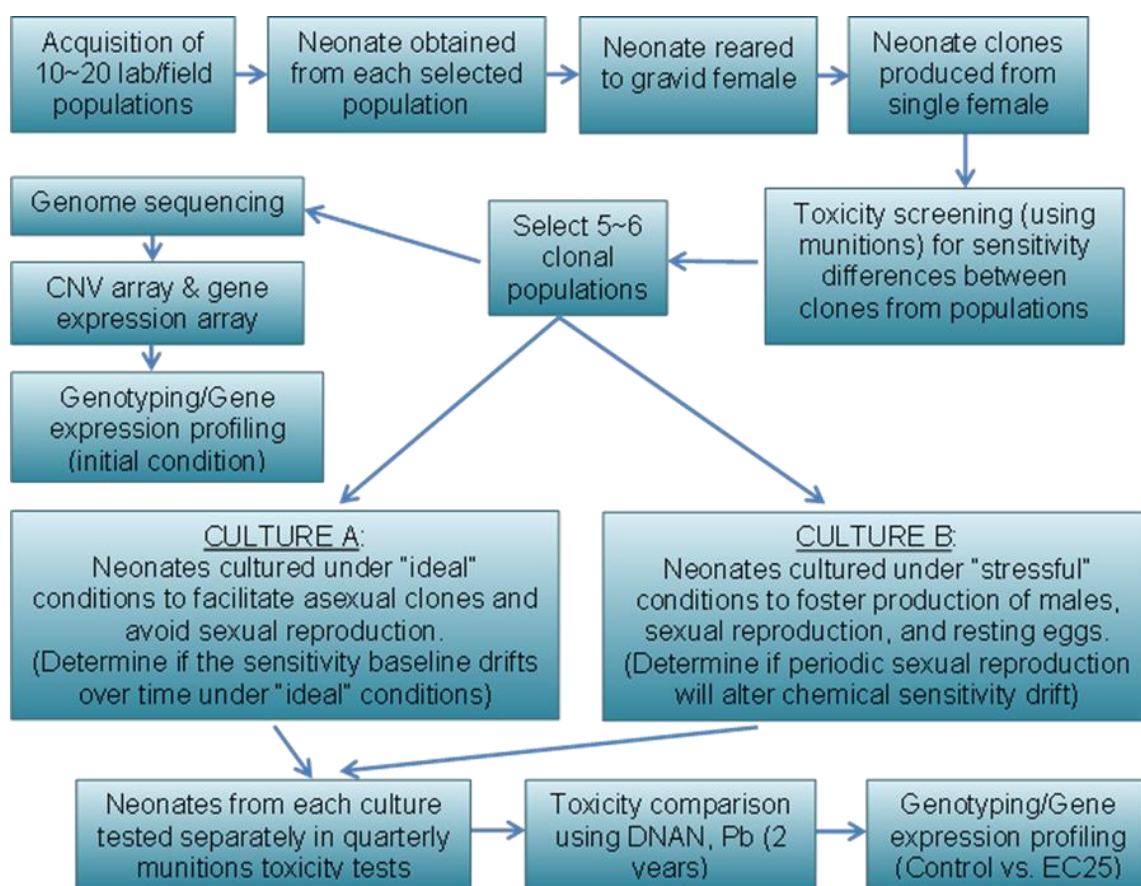 Acquisition of
10~20 lab/field
populations
Neonate obtained
from each selected
population
Neonate reared
to gravid female
Neonate clones
produced from
single female
Toxicity screening (using
munitions) for sensitivity
differences between
clones from populations
Select 5~6
clonal
populations
Genome sequencing
CNV array & gene
expression array
Genotyping/Gene
expression profiling
(initial condition)
CULTURE A:
Neonates cultured under "ideal"
conditions to facilitate asexual clones and
avoid sexual reproduction.
(Determine if the sensitivity baseline drifts
over time under "ideal" conditions)
CULTURE B:
Neonates cultured under "stressful"
conditions to foster production of males,
sexual reproduction, and resting eggs.
(Determine if periodic sexual reproduction
will alter chemical sensitivity drift)
Neonates from each culture
tested separately in quarterly
munitions toxicity tests
Toxicity comparison
using DNAN, Pb (2
years)
Genotyping/Gene
expression profiling
(Control vs. EC25)